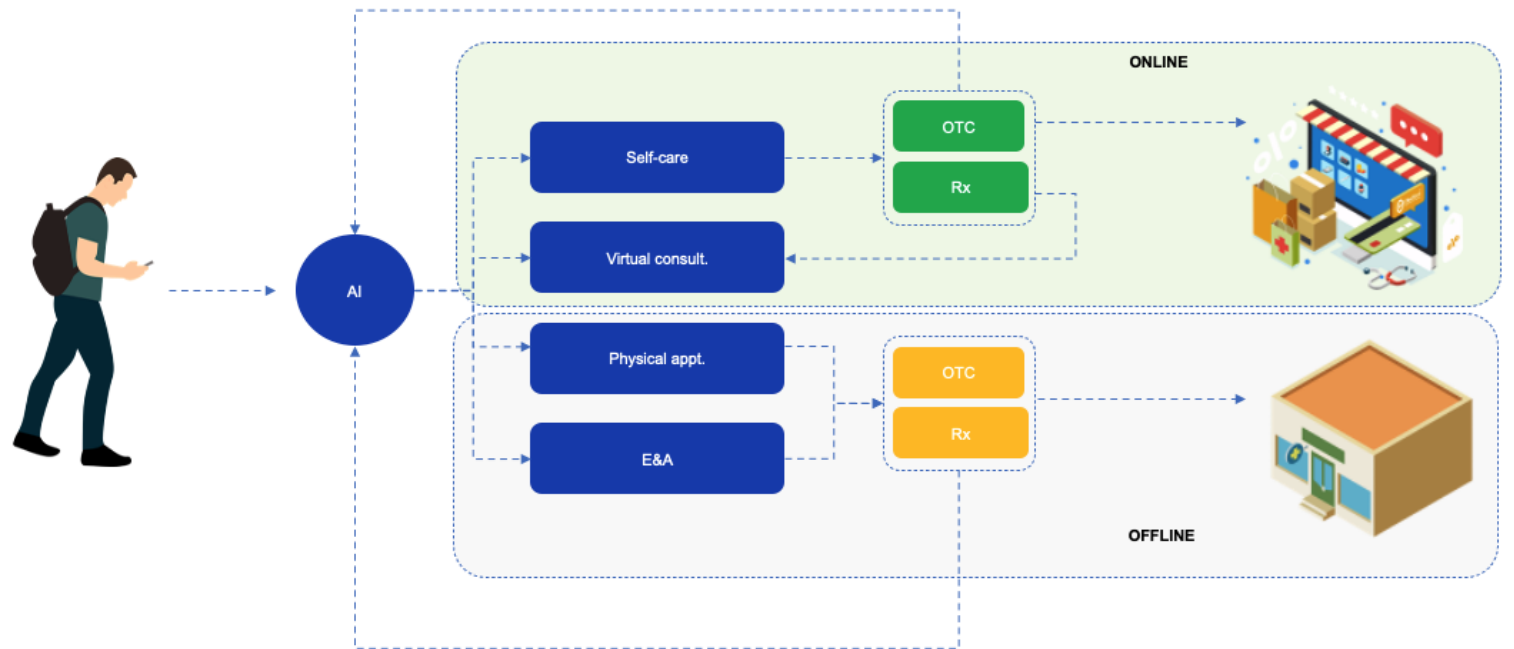 ONLINE
OTC
Self-care
Rx
Virtual consult.
AI
Physical appt.
OTC
Rx
E&A
OFFLINE